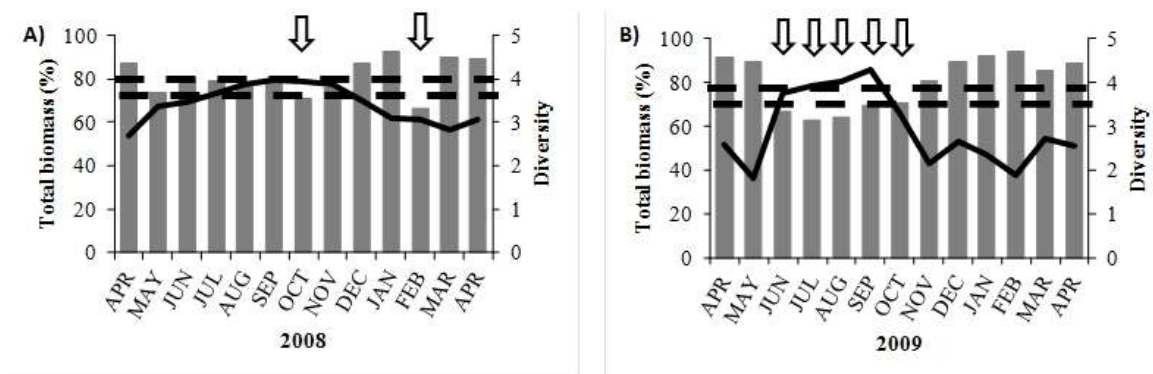 A)
Total biomass (%)
100
80
60
40
20
0
5
4
3
2
1
0
Diversity
APR
MAY
JUN
JUL
AUG
SEP
OCT
NOV
DEC
JAN
FEB
MAR
APR
2008
B)
Total biomass (%)
100
80
60
40
20
0
5
4
3
2
1
0
Diversity
APR
MAY
JUN
JUL
AUG
SEP
OCT
NOV
DEC
JAN
FEB
MAR
APR
2009